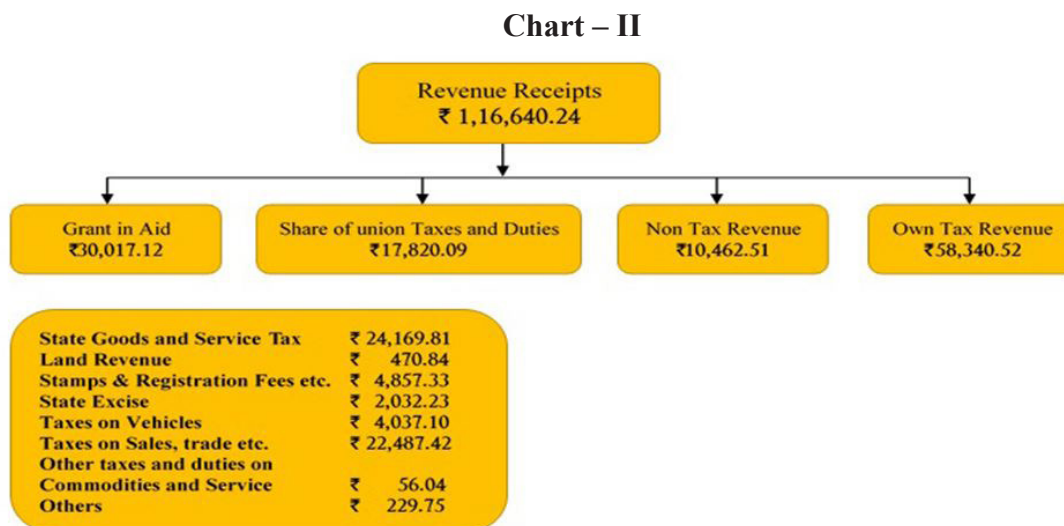 Chart – II
Revenue Receipts
₹ 1,16,640.24
Grant in Aid
₹30,017.12
Share of union Taxes and Duties
₹17,820.09
Non Tax Revenue
₹10,462.51
Own Tax Revenue
₹58,340.52
State Goods and Service Tax ₹ 24,169.81
Land Revenue ₹ 470.84
Stamps & Registration Fees etc. ₹ 4,857.33
State Excise ₹ 2,032.23
Taxes on Vehicles ₹ 4,037.10
Taxes on Sales, trade etc. ₹ 22,487.42
Other taxes and duties on
Commodities and Service ₹ 56.04
Others ₹ 229.75